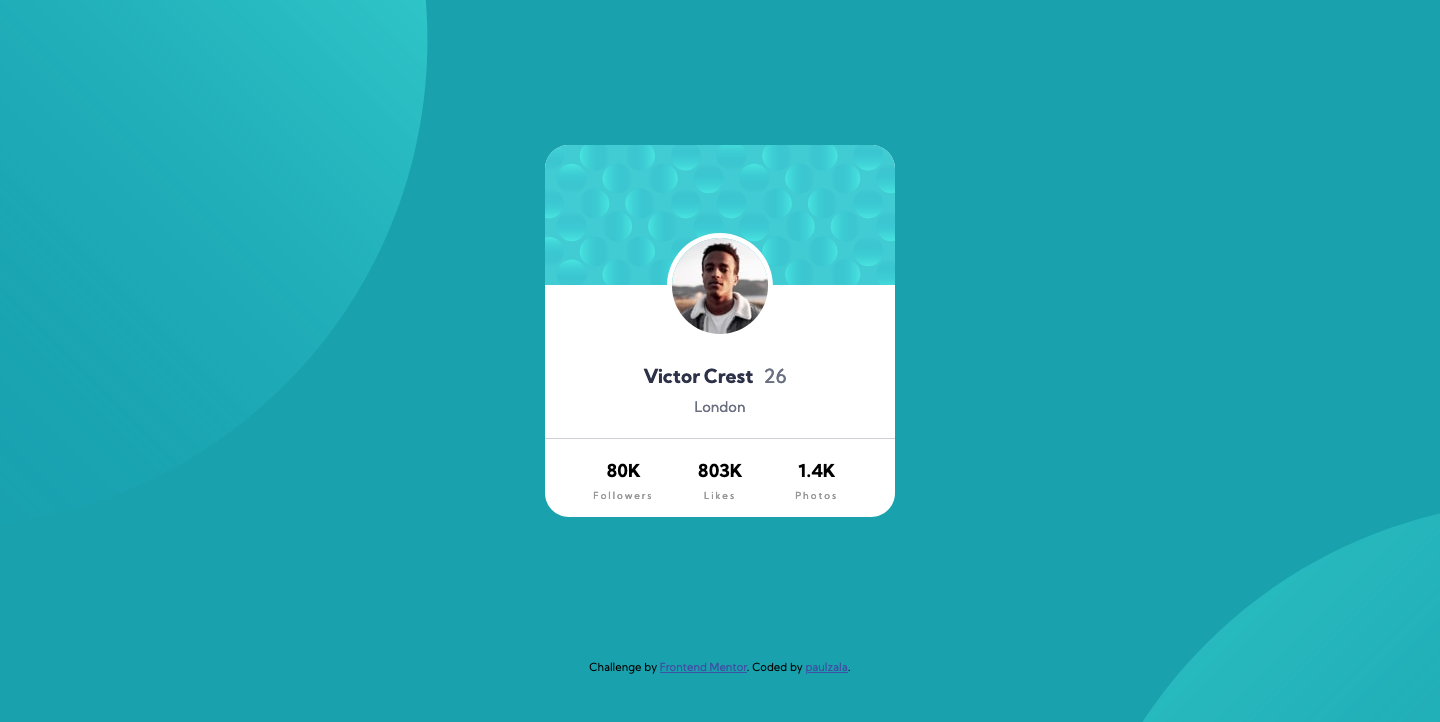 Victor Crest 26
London
80K 803K 1.4K
Followers Likes Photos
Challenge by Frontend Mentor. Coded by paulzala.